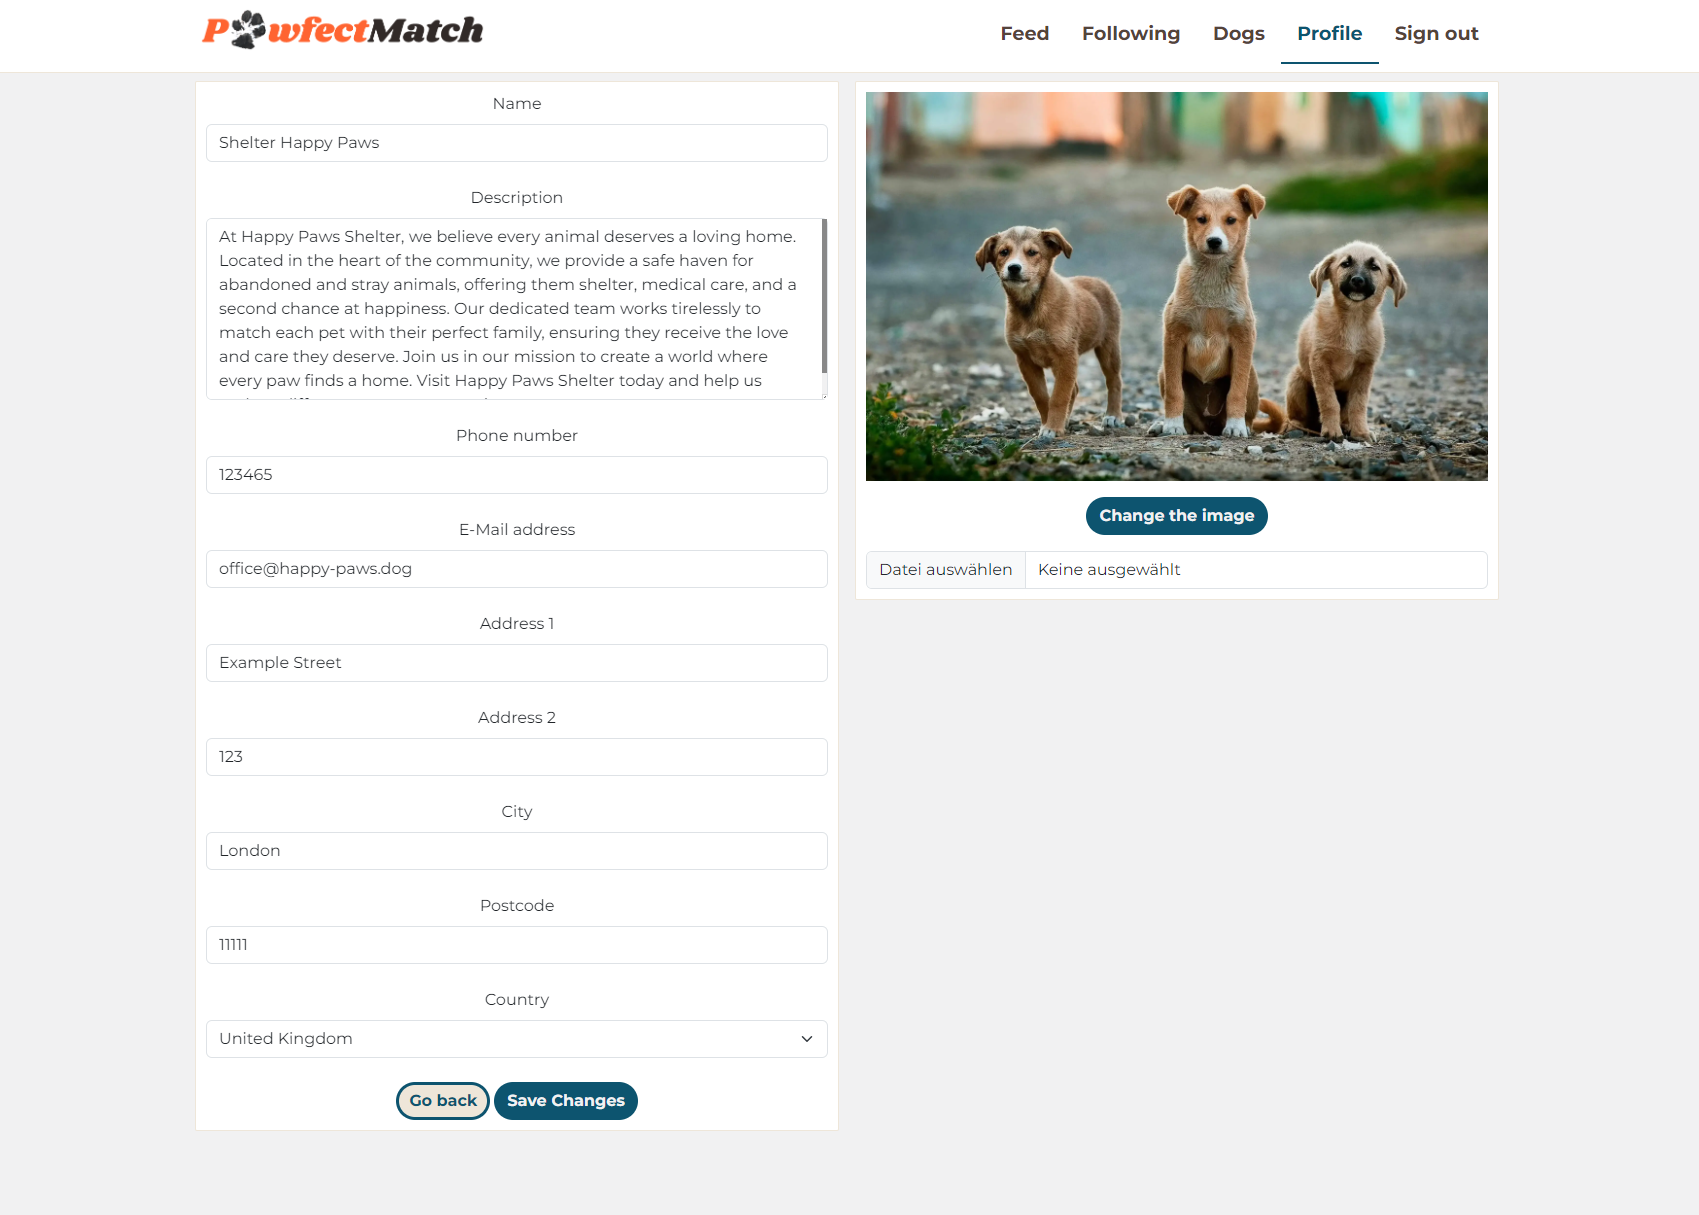 PawfectMatch
Feed
Following
Dogs
Profile
Sign out
Name
Shelter Happy Paws
Description
At Happy Paws Shelter, we believe every animal deserves a loving home.
Located in the heart of the community, we provide a safe haven for
abandoned and stray animals, offering them shelter, medical care, and a
second chance at happiness. Our dedicated team works tirelessly to
match each pet with their perfect family, ensuring they receive the love
and care they deserve. Join us in our mission to create a world where
every paw finds a home. Visit Happy Paws Shelter today and help us
Phone number
123465
E-Mail address
office@happy-paws.dog
Address 1
Example Street
Address 2
123
City
London
Postcode
11111
Country
United Kingdom
Go back
Save Changes
Change the image
Datei auswählen
Keine ausgewählt